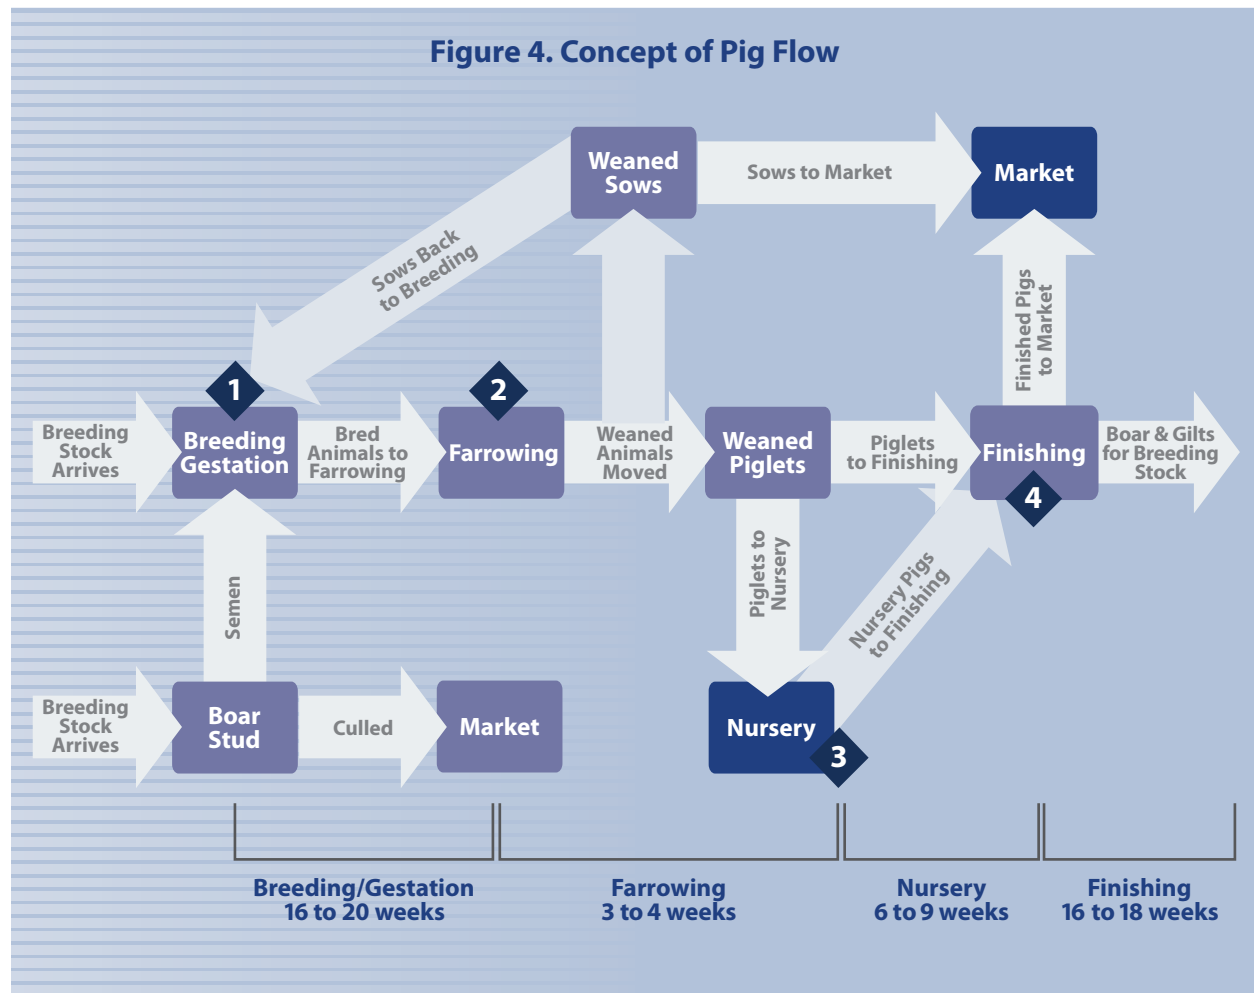 Figure 4. Concept of Pig Flow
Weaned
Sows
Sows to Market
Market
Sows Back
to Breeding
Finished Pigs
to Market
1
2
Breeding
Stock
Arrives
Breeding
Gestation
Bred
Animals to
Farrowing
Farrowing
Weaned
Animals
Moved
Weaned
Piglets
Piglets
to Finishing
Finishing
4
Boar & Gilts
for Breeding
Stock
Semen
Piglets to
Nursery
Nursery Pigs
to Finishing
Breeding
Stock
Arrives
Boar
Stud
Culled
Market
Nursery
3
Breeding/Gestation
16 to 20 weeks
Farrowing
3 to 4 weeks
Nursery
6 to 9 weeks
Finishing
16 to 18 weeks